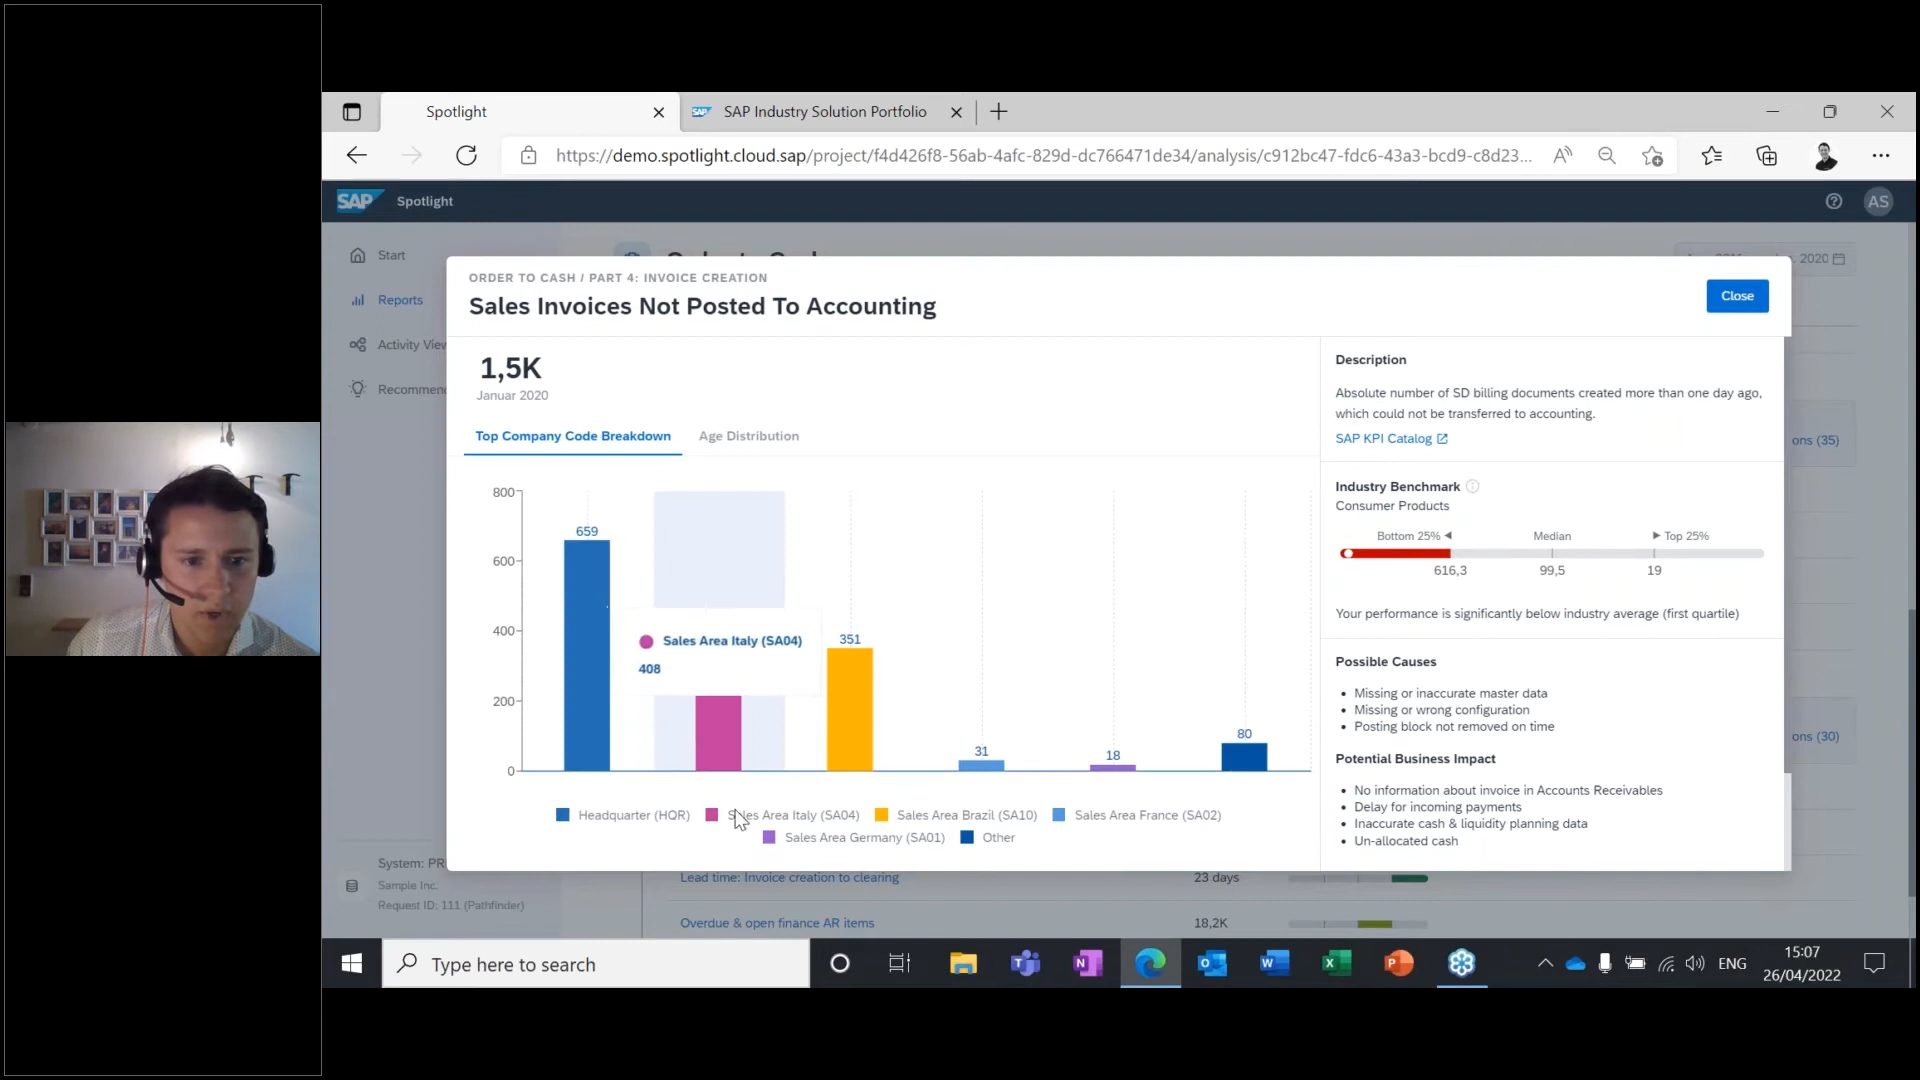 Spotlight
SAP SAP Industry Solution Portfolio
https://demo.spotlight.cloud.sap/project/f4d426f8-56ab-4afc-829d-dc766471de34/analysis/c912bc47-fdc6-43a3-bcd9-c8d23...
SAP Spotlight
AS
Start
Reports
Activity View
Recommen
2020
ORDER TO CASH / PART 4: INVOICE CREATION
Sales Invoices Not Posted To Accounting
Close
1,5K
Januar 2020
Top Company Code Breakdown Age Distribution
800
600
400
200
0
659
Sales Area Italy (SA04)
408
351
31
18
80
Headquarter (HQR) Sales Area Italy (SA04) Sales Area Brazil (SA10) Sales Area France (SA02)
Sales Area Germany (SA01) Other
Description
Absolute number of SD billing documents created more than one day ago,
which could not be transferred to accounting.
SAP KPI Catalog
Industry Benchmark
Consumer Products
Bottom 25% Median Top 25%
616,3 99,5 19
Your performance is significantly below industry average (first quartile)
Possible Causes
• Missing or inaccurate master data
• Missing or wrong configuration
• Posting block not removed on time
Potential Business Impact
• No information about invoice in Accounts Receivables
• Delay for incoming payments
• Inaccurate cash & liquidity planning data
• Un-allocated cash
ons (35)
ons (30)
System: PR
Sample Inc.
Request ID: 111 (Pathfinder)
Lead time: Invoice creation to clearing 23 days
Overdue & open finance AR items 18,2K
Type here to search
ENG
15:07
26/04/2022